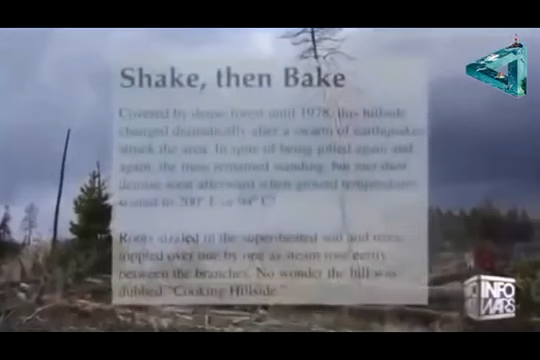 Shake, then Bake
Covered by dense forest until 1978, this hillside
changed dramatically after a swarm of earthquakes
struck the area. In spite of being jolted again and
again, the trees remained standing, but met their
demise soon afterward when ground temperatures
soared to 200° F or 94° C!
Roots sizzled in the superheated soil and trees
toppled over one by one as steam rose eerily
between the branches. No wonder the hill was
dubbed "Cooking Hillside."
INFO
WARS